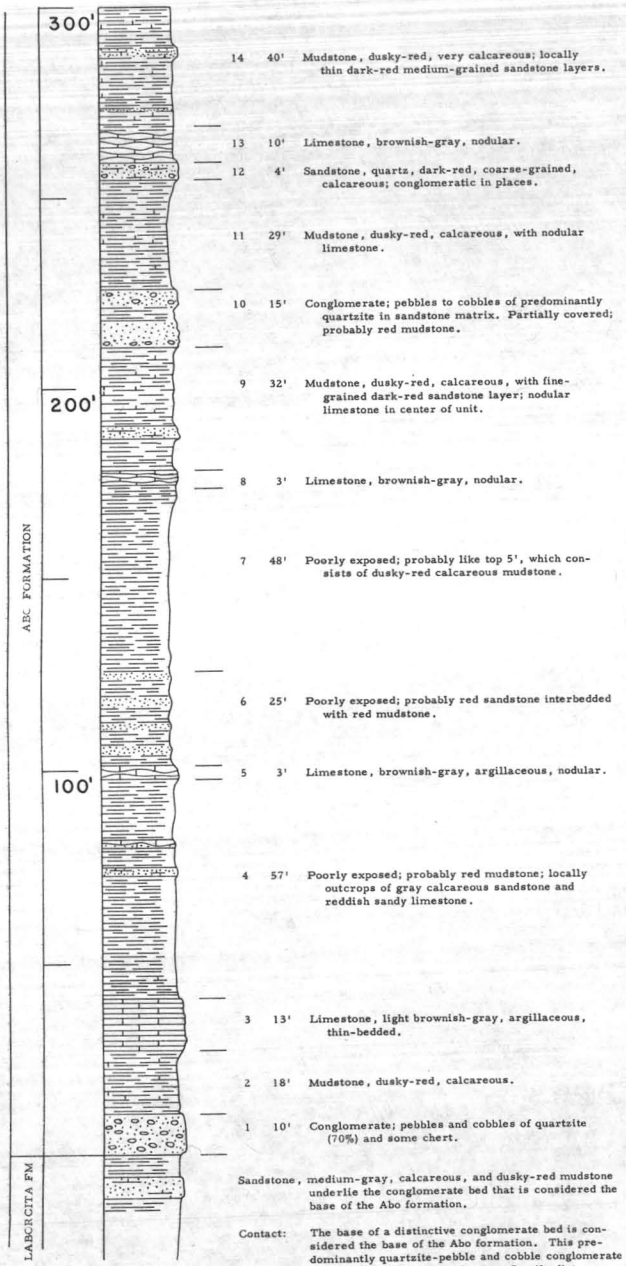 300'
14 40' Mudstone, dusky-red, very calcareous; locally
thin dark-red medium-grained sandstone layers.
13 10' Limestone, brownish-gray, nodular.
12 4' Sandstone, quartz, dark-red, coarse-grained,
calcareous; conglomeratic in places.
11 29' Mudstone, dusky-red, calcareous, with nodular
limestone.
10 15' Conglomerate; pebbles to cobbles of predominantly
quartzite in sandstone matrix. Partially covered;
probably red mudstone.
9 32' Mudstone, dusky-red, calcareous, with fine-
grained dark-red sandstone layer; nodular
limestone in center of unit.
200'
8 3' Limestone, brownish-gray, nodular.
7 48' Poorly exposed; probably like top 5', which con-
sists of dusky-red calcareous mudstone.
ABO FORMATION
6 25' Poorly exposed; probably red sandstone interbedded
with red mudstone.
5 3' Limestone, brownish-gray, argillaceous, nodular.
100'
4 57' Poorly exposed; probably red mudstone; locally
outcrops of gray calcareous sandstone and
reddish sandy limestone.
3 13' Limestone, light brownish-gray, argillaceous,
thin-bedded.
2 18' Mudstone, dusky-red, calcareous.
1 10' Conglomerate; pebbles and cobbles of quartzite
(70%) and some chert.
LABORCITA FM
Sandstone, medium-gray, calcareous, and dusky-red mudstone
underlie the conglomerate bed that is considered the
base of the Abo formation.
Contact: The base of a distinctive conglomerate bed is con-
sidered the base of the Abo formation. This pre-
dominantly quartzite-pebble and cobble conglomerate